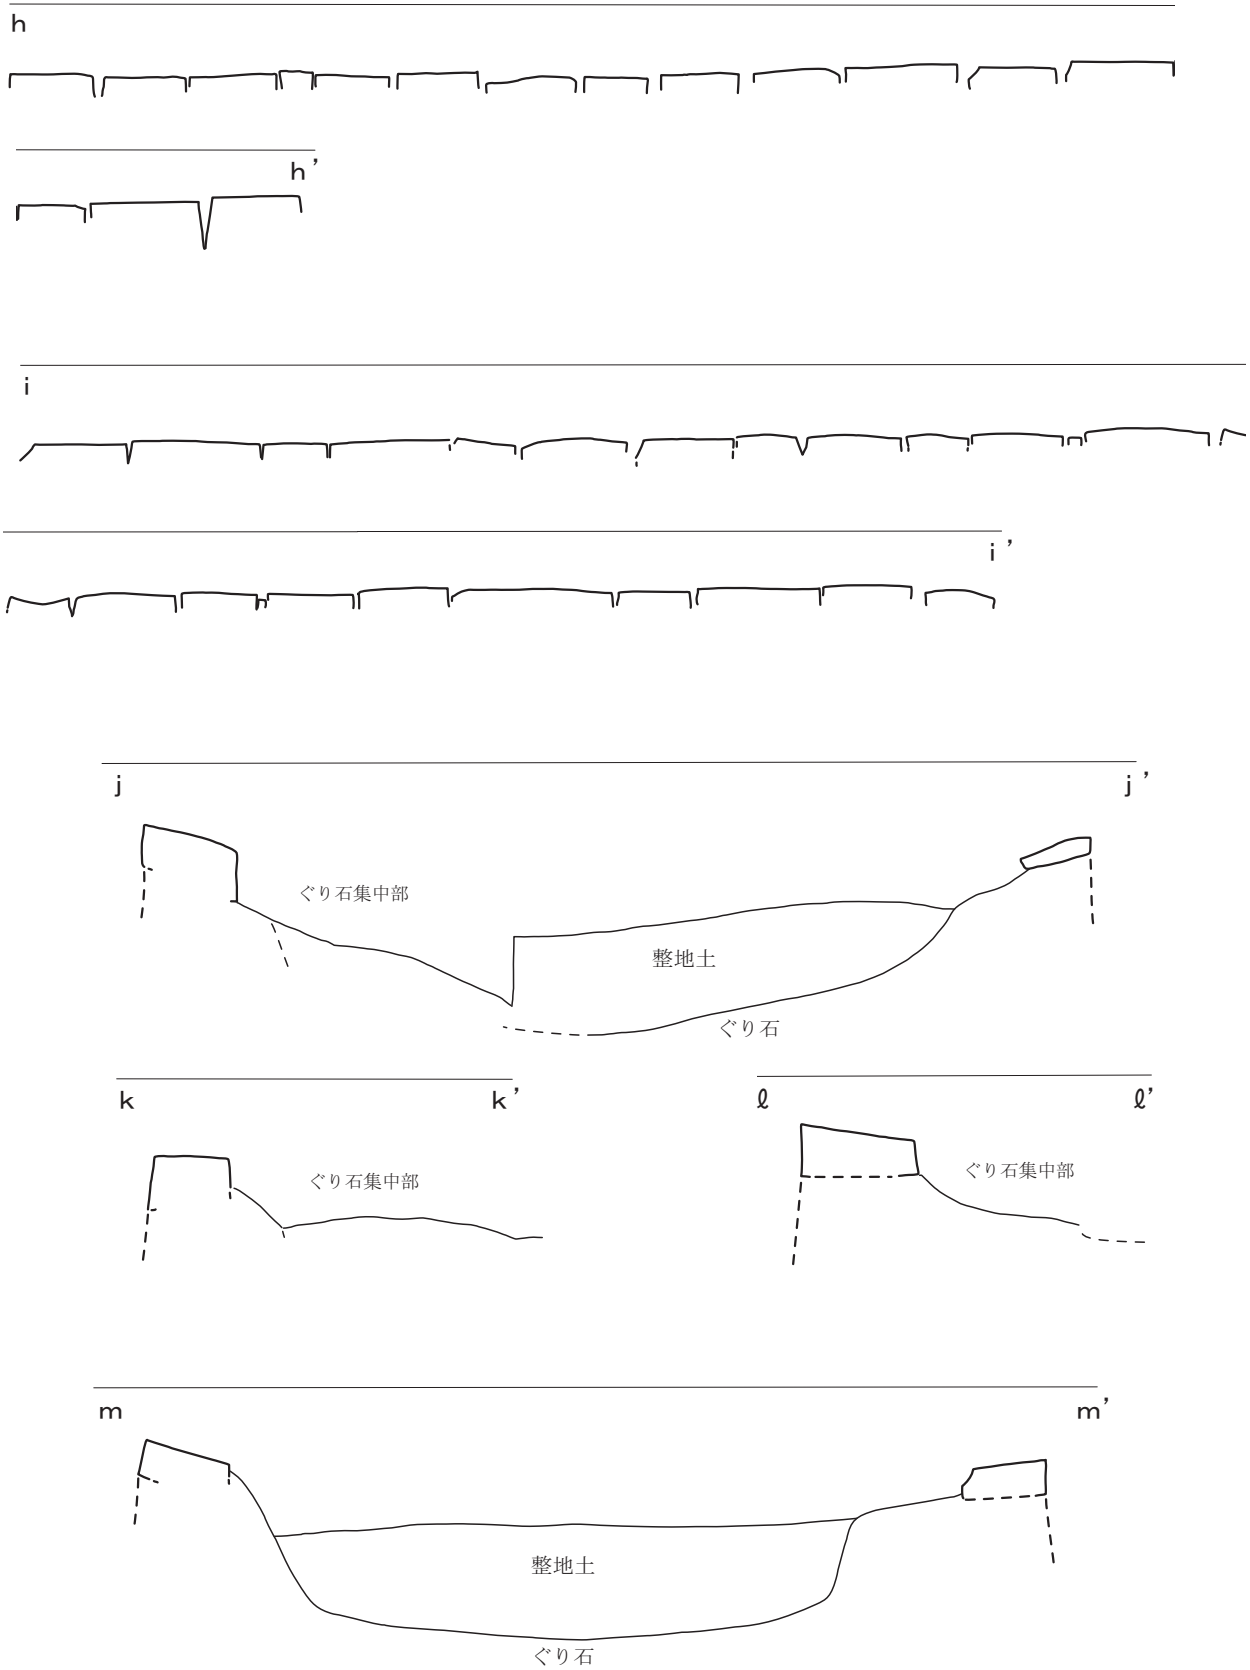 h
h’
i
i’
j j’
ぐり石集中部
整地土
ぐり石
k k’ ℓ ℓ’
ぐり石集中部 ぐり石集中部
m m’
整地土
ぐり石